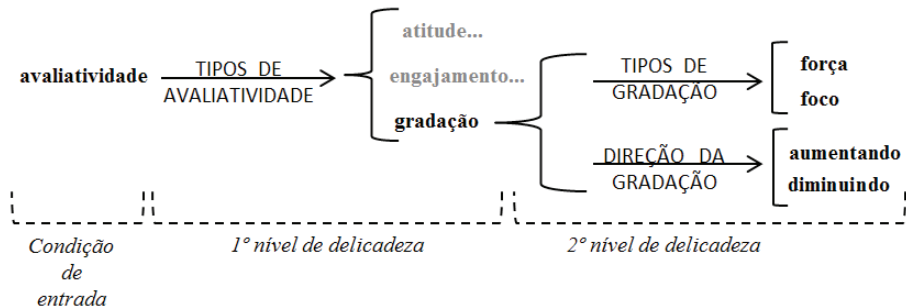 atitude...
avaliatividade
TIPOS DE
AVALIATIVIDADE
engajamento...
gradação
TIPOS DE
GRADAÇÃO
força
foco
DIREÇÃO DA
GRADAÇÃO
aumentando
diminuindo
Condição
de
entrada
1º nível de delicadeza
2º nível de delicadeza